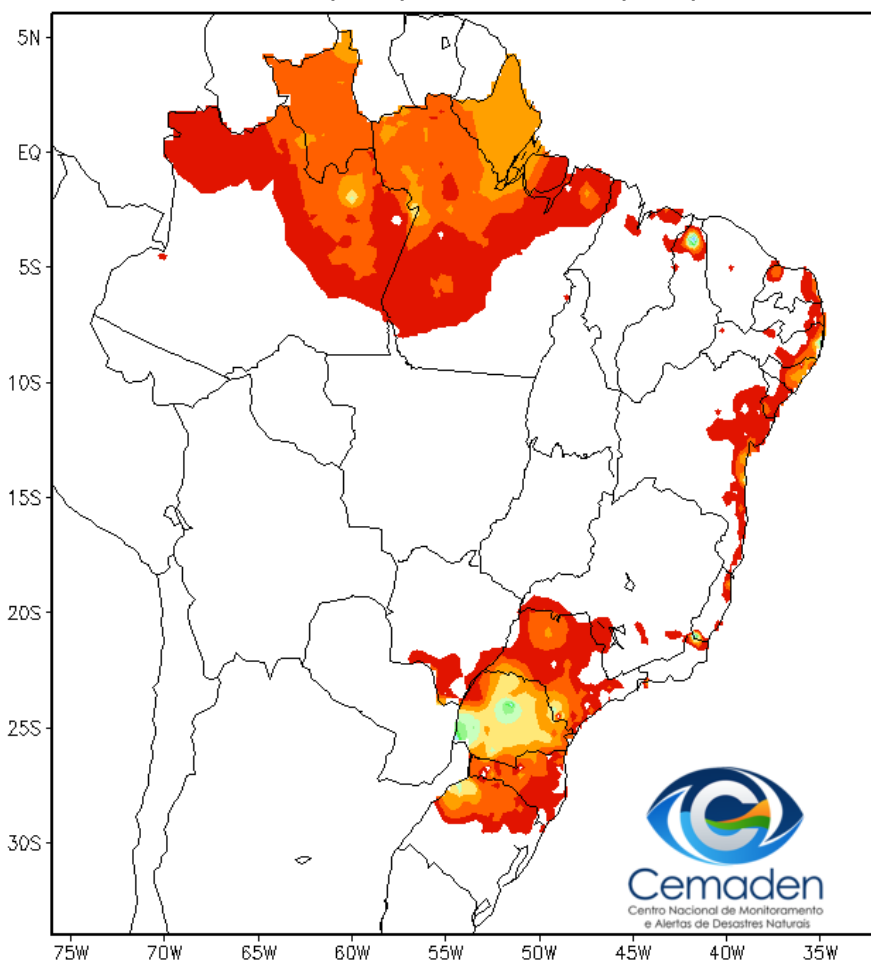 5N
EQ
5S
10S
15S
20S
25S
30S
75W 70W 65W 60W 55W 50W 45W 40W 35W
Cemaden
Centro Nacional de Monitoramento
e Alertas de Desastres Naturais